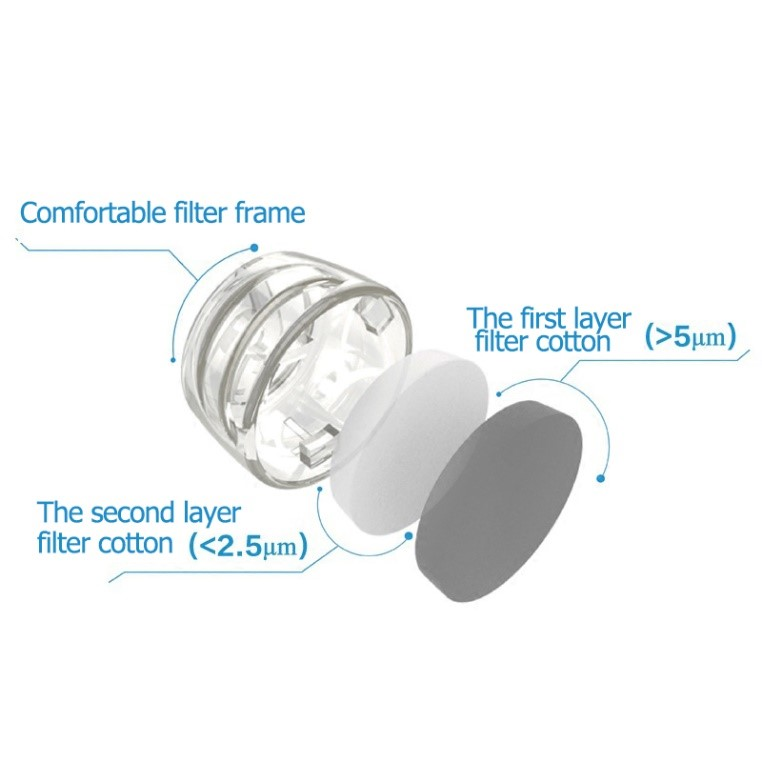 Comfortable filter frame
The first layer
filter cotton (>5μm)
The second layer
filter cotton (<2.5μm)